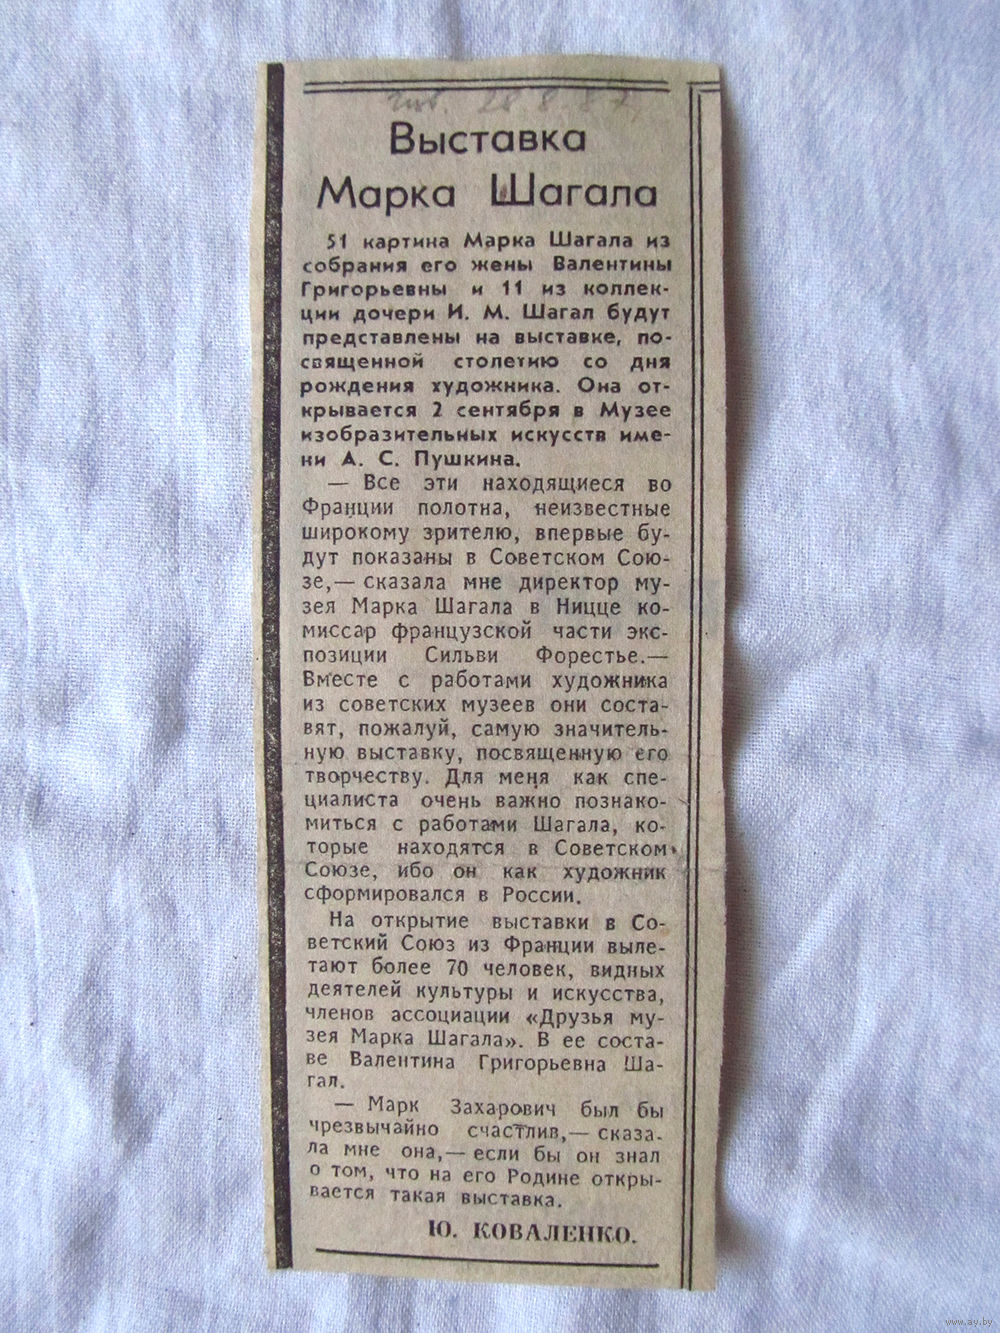 28.8.87
Выставка
Марка Шагала
51 картина Марка Шагала из
собрания его жены Валентины
Григорьевны и 11 из коллек-
ции дочери И. М. Шагал будут
представлены на выставке, по-
священной столетию со дня
рождения художника. Она от-
крывается 2 сентября в Музее
изобразительных искусств име-
ни А. С. Пушкина.
— Все эти находящиеся во
Франции полотна, неизвестные
широкому зрителю, впервые бу-
дут показаны в Советском Сою-
зе,— сказала мне директор му-
зея Марка Шагала в Ницце ко-
миссар французской части экс-
позиции Сильви Форестье.—
Вместе с работами художника
из советских музеев они соста-
вят, пожалуй, самую значитель-
ную выставку, посвященную его
творчеству. Для меня как спе-
циалиста очень важно познако-
миться с работами Шагала, ко-
торые находятся в Советском
Союзе, ибо он как художник
сформировался в России.
На открытие выставки в Со-
ветский Союз из Франции выле-
тают более 70 человек, видных
деятелей культуры и искусства,
членов ассоциации «Друзья му-
зея Марка Шагала». В ее соста-
ве Валентина Григорьевна Ша-
гал.
— Марк Захарович был бы
чрезвычайно счастлив,— сказа-
ла мне она,— если бы он знал
о том, что на его Родине откры-
вается такая выставка.
Ю. КОВАЛЕНКО.
www.ay.by